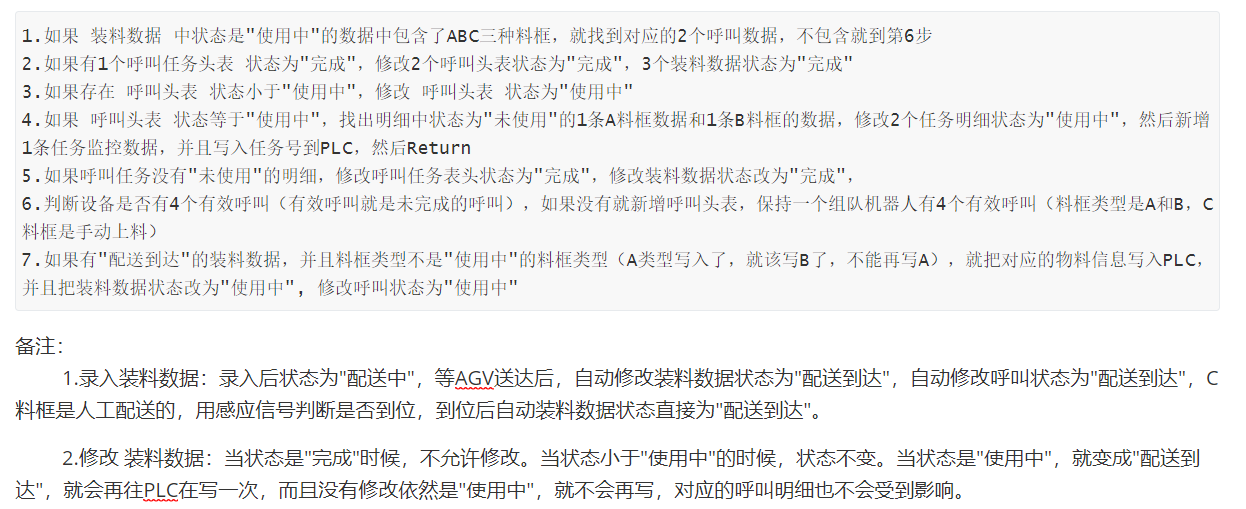 1.如果 装料数据 中状态是"使用中"的数据中包含了ABC三种料框，就找到对应的2个呼叫数据，不包含就到第6步
2.如果有1个呼叫任务头表 状态为"完成"，修改2个呼叫头表状态为"完成"，3个装料数据状态为"完成"
3.如果存在 呼叫头表 状态小于"使用中"，修改 呼叫头表 状态为"使用中"
4.如果 呼叫头表 状态等于"使用中"，找出明细中状态为"未使用"的1条A料框数据和1条B料框的数据，修改2个任务明细状态为"使用中"，然后新增
1条任务监控数据，并且写入任务号到PLC，然后Return
5.如果呼叫任务没有"未使用"的明细，修改呼叫任务表头状态为"完成"，修改装料数据状态改为"完成"，
6.判断设备是否有4个有效呼叫（有效呼叫就是未完成的呼叫），如果没有就新增呼叫头表，保持一个组队机器人有4个有效呼叫（料框类型是A和B，C
料框是手动上料）
7.如果有"配送到达"的装料数据，并且料框类型不是"使用中"的料框类型（A类型写入了，就该写B了，不能再写A），就把对应的物料信息写入PLC，
并且把装料数据状态改为"使用中"，修改呼叫状态为"使用中"
备注：
1.录入装料数据：录入后状态为"配送中"，等AGV送达后，自动修改装料数据状态为"配送到达"，自动修改呼叫状态为"配送到达"，C
料框是人工配送的，用感应信号判断是否到位，到位后自动装料数据状态直接为"配送到达"。
2.修改 装料数据：当状态是"完成"时候，不允许修改。当状态小于"使用中"的时候，状态不变。当状态是"使用中"，就变成"配送到
达"，就会再往PLC在写一次，而且没有修改依然是"使用中"，就不会再写，对应的呼叫明细也不会受到影响。